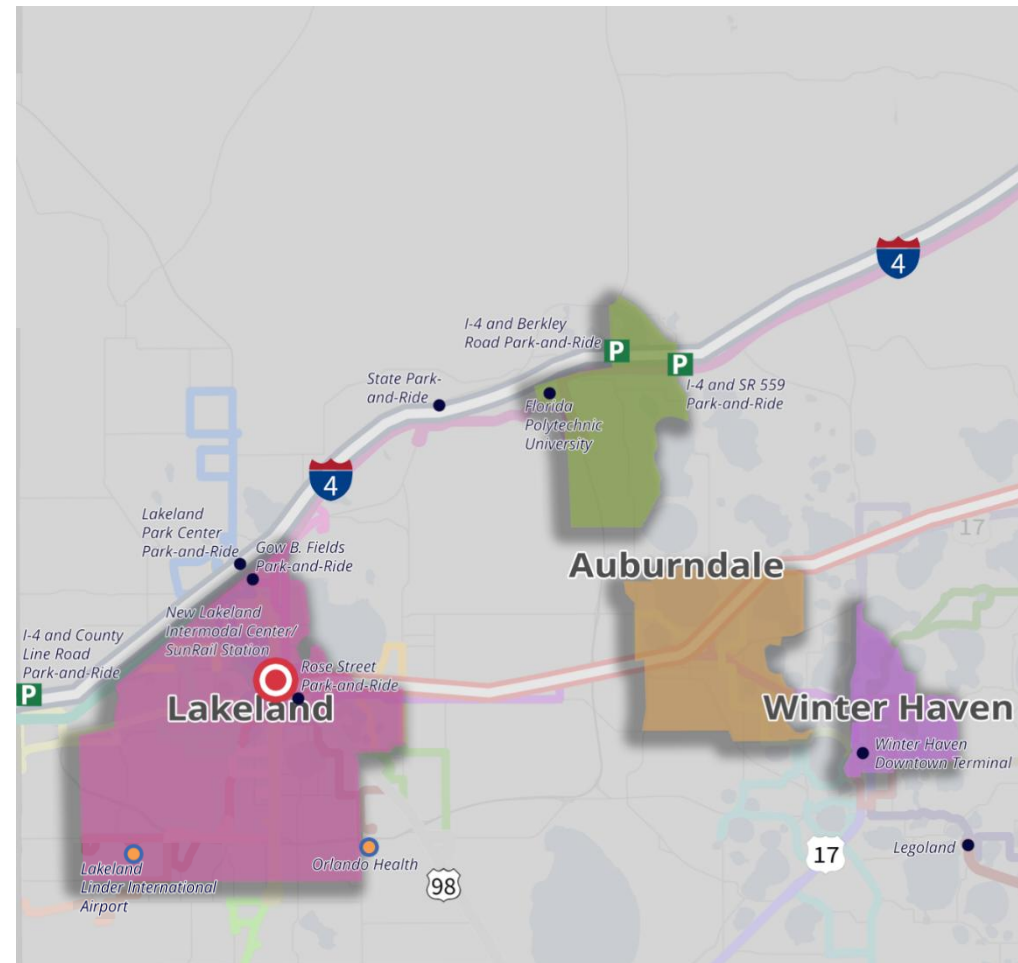 4
I-4 and Berkley
Road Park-and-Ride
P
P
State Park-
and-Ride
I-4 and SR 559
Park-and-Ride
Florida
Polytechnic
University
4
Lakeland
Park Center
Park-and-Ride
Gow B. Fields
Park-and-Ride
17
Auburndale
New Lakeland
Intermodal Center/
SunRail Station
I-4 and County
Line Road
Park-and-Ride
P
Rose Street
Park-and-Ride
Lakeland
Winter Haven
Winter Haven
Downtown Terminal
Lakeland
Linder International
Airport
Orlando Health
98
17
Legoland